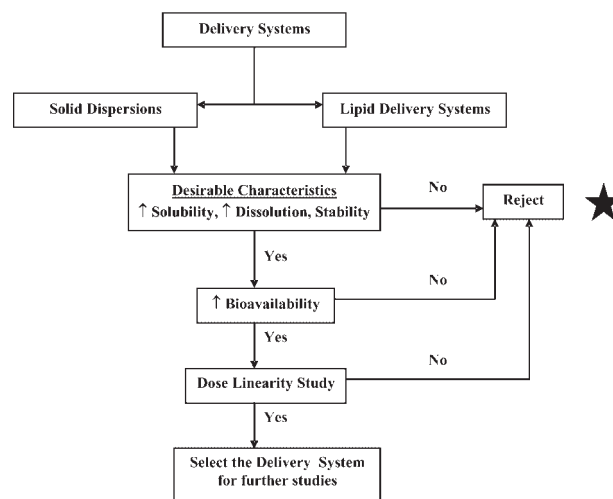 Delivery Systems
Solid Dispersions
Lipid Delivery Systems
Desirable Characteristics
↑ Solubility, ↑ Dissolution, Stability
No
Reject
Yes
↑ Bioavailability
No
Yes
Dose Linearity Study
No
Yes
Select the Delivery System
for further studies